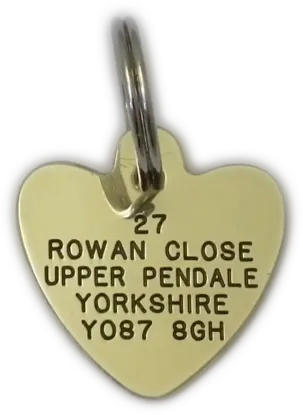 27
ROWAN CLOSE
UPPER PENDALE
YORKSHIRE
YO87 8GH